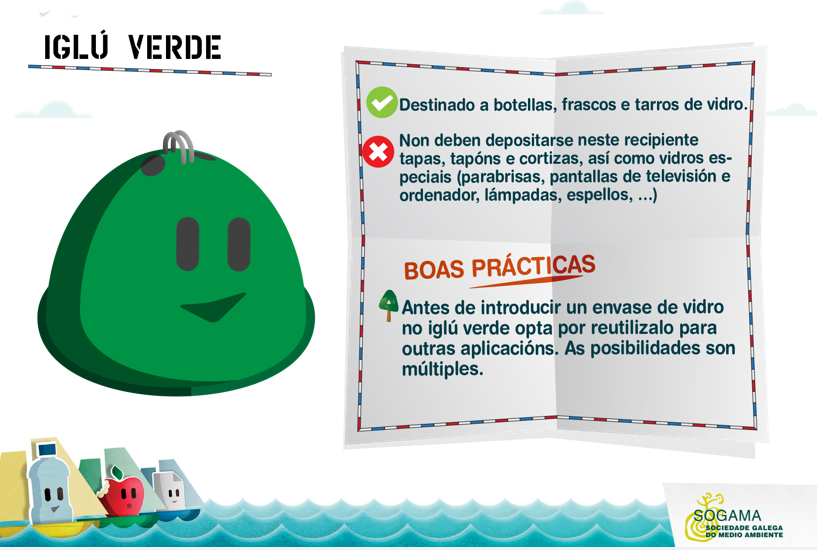 IGLÚ VERDE
Destinado a botellas, frascos e tarros de vidro.
Non deben depositarse neste recipiente
tapas, tapóns e cortizas, así como vidros es-
peciais (parabrisas, pantallas de televisión e
ordenador, lámpadas, espellos, ...)
BOAS PRÁCTICAS
Antes de introducir un envase de vidro
no iglú verde opta por reutilizalo para
outras aplicacións. As posibilidades son
múltiples.
SOGAMA
SOCIEDADE GALEGA
DO MEDIO AMBIENTE